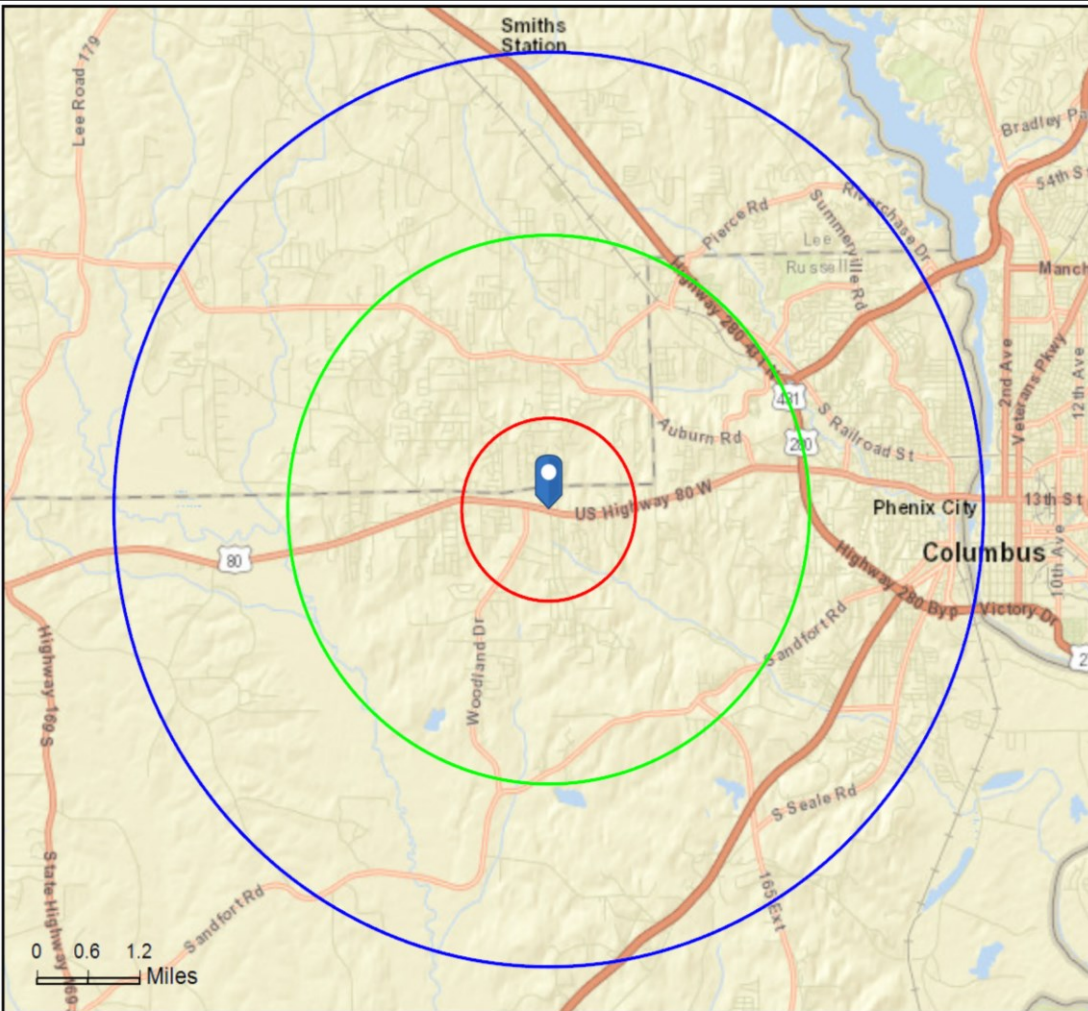 Smiths
Station
Lee Road 179
Bradley Pa
54th S
Pierce Rd
Riverchase Dr
Summerville Rd
Lee
Russell
Highway 280 431 N
Manch
2nd Ave
Veterans Pkwy
12th Ave
431
S Railroad St
Auburn Rd
280
US Highway 80 W
13th St
Phenix City
10th Ave
Columbus
80
Highway 280 Byp
Victory Dr
Sandfort Rd
2
Highway 169 S
Woodland Dr
S Seale Rd
165 Ext
State Highway 169
Sandfort Rd
0 0.6 1.2
Miles